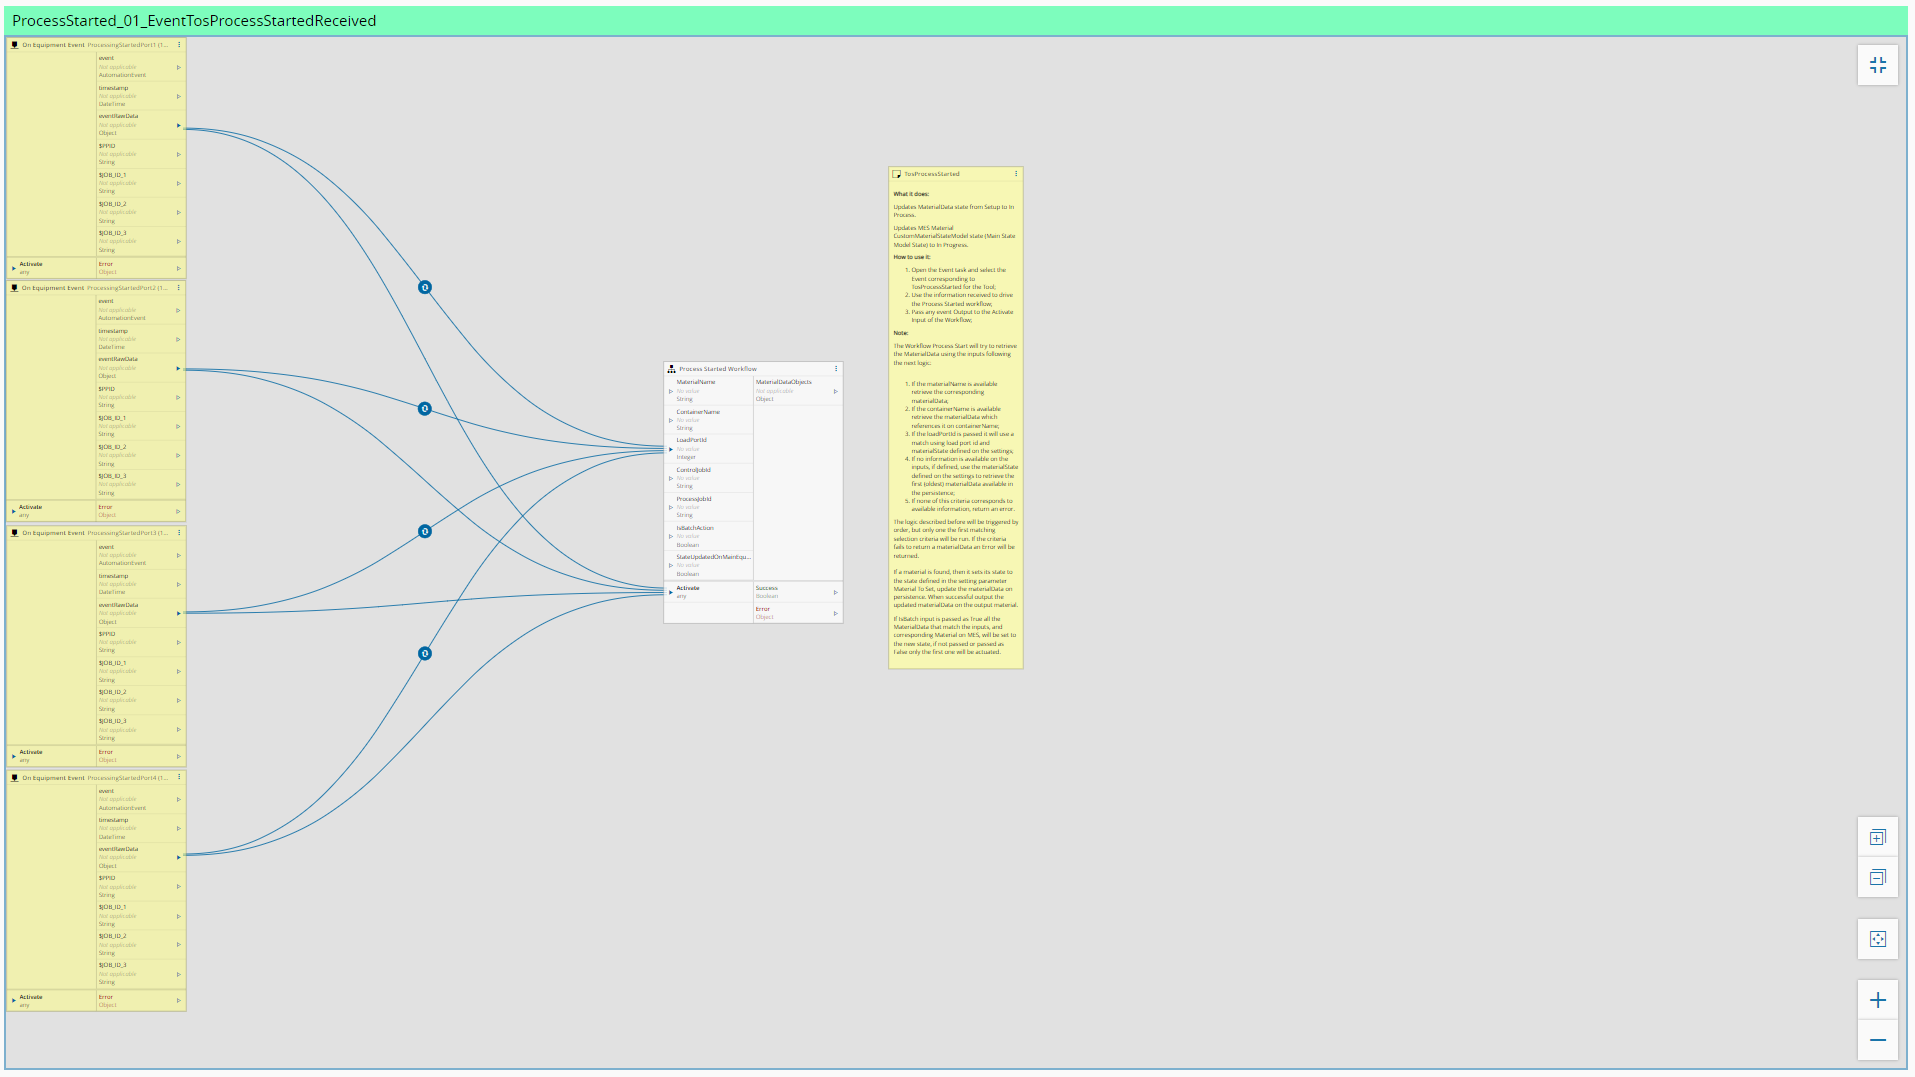 ProcessStarted_01_EventTosProcessStartedReceived
On Equipment Event ProcessingStartedPort1 (1...
event
Not applicable
AutomationEvent
timestamp
Not applicable
DateTime
eventRawData
Not applicable
Object
$PPID
Not applicable
String
$JOB_ID_1
Not applicable
String
$JOB_ID_2
Not applicable
String
$JOB_ID_3
Not applicable
String
Activate
any
Error
Object
On Equipment Event ProcessingStartedPort2 (1...
event
Not applicable
AutomationEvent
timestamp
Not applicable
DateTime
eventRawData
Not applicable
Object
$PPID
Not applicable
String
$JOB_ID_1
Not applicable
String
$JOB_ID_2
Not applicable
String
$JOB_ID_3
Not applicable
String
Activate
any
Error
Object
On Equipment Event ProcessingStartedPort3 (1...
event
Not applicable
AutomationEvent
timestamp
Not applicable
DateTime
eventRawData
Not applicable
Object
$PPID
Not applicable
String
$JOB_ID_1
Not applicable
String
$JOB_ID_2
Not applicable
String
$JOB_ID_3
Not applicable
String
Activate
any
Error
Object
On Equipment Event ProcessingStartedPort4 (1...
event
Not applicable
AutomationEvent
timestamp
Not applicable
DateTime
eventRawData
Not applicable
Object
$PPID
Not applicable
String
$JOB_ID_1
Not applicable
String
$JOB_ID_2
Not applicable
String
$JOB_ID_3
Not applicable
String
Activate
any
Error
Object
Process Started Workflow
MaterialName
No value
String
ContainerName
No value
String
LoadPortId
No value
Integer
ControlJobId
No value
String
ProcessJobId
No value
String
IsBatchAction
No value
Boolean
StateUpdatedOnMainEqu...
No value
Boolean
MaterialDataObjects
Not applicable
Object
Activate
any
Success
Boolean
Error
Object
TosProcessStarted
What it does:
Updates MaterialData state from Setup to In
Process.
Updates MES Material
CustomMaterialStateModel state (Main State
Model State) to In Progress.
How to use it:
1. Open the Event task and select the
Event corresponding to
TosProcessStarted for the Tool;
2. Use the information received to drive
the Process Started workflow;
3. Pass any event Output to the Activate
Input of the Workflow;
Note:
The Workflow Process Start will try to retrieve
the MaterialData using the inputs following
the next logic:
1. If the materialName is available
retrieve the corresponding
materialData;
2. If the containerName is available
retrieve the materialData which
references it on containerName;
3. If the loadPortId is passed it will use a
match using load port id and
materialState defined on the settings;
4. If no information is available on the
inputs, if defined, use the materialState
defined on the settings to retrieve the
first (oldest) materialData available in
the persistence;
5. If none of this criteria corresponds to
available information, return an error.
The logic described before will be triggered by
order, but only one the first matching
selection criteria will be run. If the criteria
fails to return a materialData an Error will be
returned.
If a material is found, then it sets its state to
the state defined in the setting parameter
Material To Set, update the materialData on
persistence. When successful output the
updated materialData on the output material.
If IsBatch input is passed as True all the
MaterialData that match the inputs, and
corresponding Material on MES, will be set to
the new state, if not passed or passed as
False only the first one will be actuated.